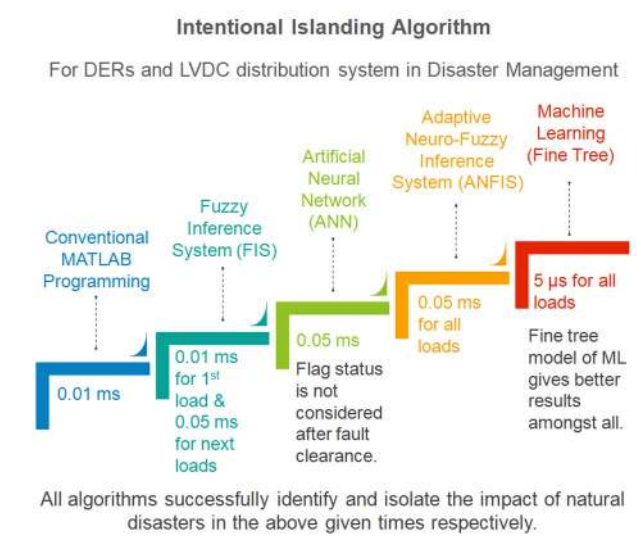 Intentional Islanding Algorithm
For DERs and LVDC distribution system in Disaster Management
Conventional
MATLAB
Programming
0.01 ms
Fuzzy
Inference
System (FIS)
0.01 ms
for 1st
load &
0.05 ms
for next
loads
Artificial
Neural
Network
(ANN)
0.05 ms
Flag status
is not
considered
after fault
clearance.
Adaptive
Neuro-Fuzzy
Inference
System (ANFIS)
0.05 ms
for all
loads
Machine
Learning
(Fine Tree)
5 µs for all
loads
Fine tree
model of ML
gives better
results
amongst all.
All algorithms successfully identify and isolate the impact of natural
disasters in the above given times respectively.